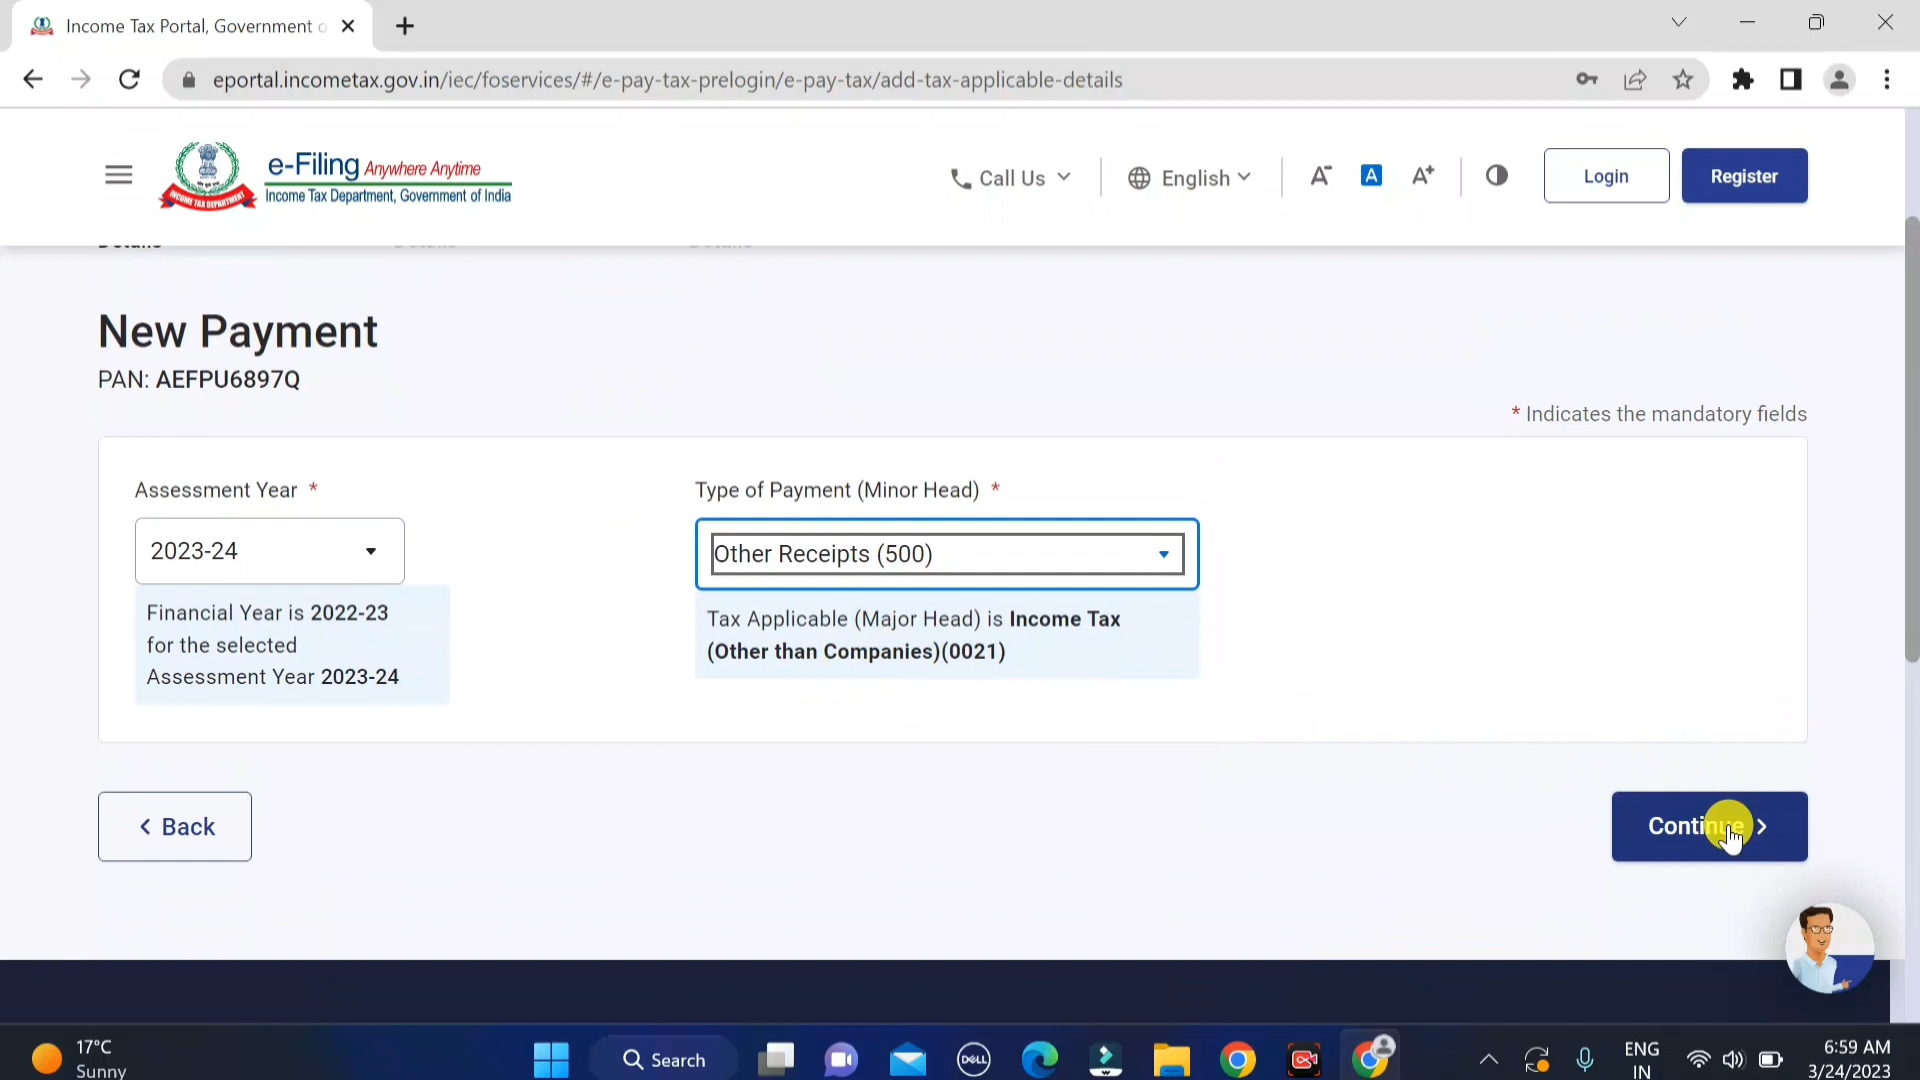 Income Tax Portal, Government o
eportal.incometax.gov.in/iec/foservices/#/e-pay-tax-prelogin/e-pay-tax/add-tax-applicable-details
e-Filing Anywhere Anytime
Income Tax Department, Government of India
INCOME TAX DEPARTMENT
Call Us
English
A-
A
A+
Login
Register
New Payment
PAN: AEFPU6897Q
* Indicates the mandatory fields
Assessment Year *
2023-24
Financial Year is 2022-23
for the selected
Assessment Year 2023-24
Type of Payment (Minor Head) *
Other Receipts (500)
Tax Applicable (Major Head) is Income Tax
(Other than Companies)(0021)
< Back
Continue >
17°C
Sunny
Search
DELL
ENG
IN
6:59 AM
3/24/2023